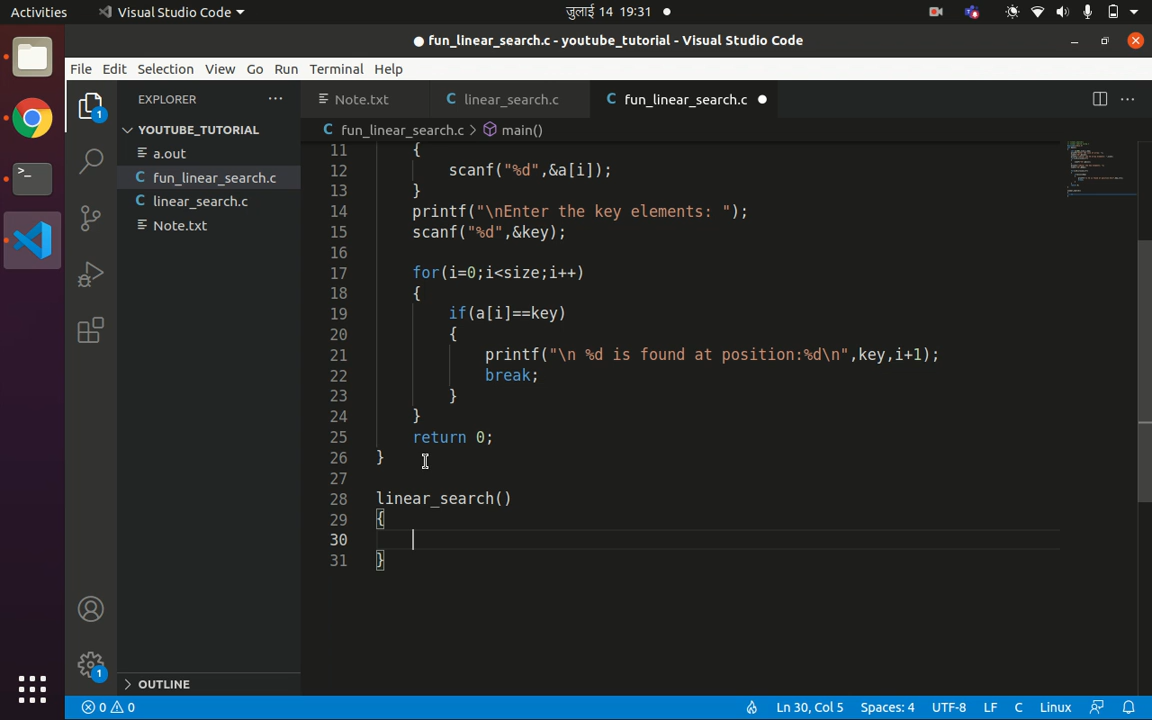 Activities Visual Studio Code जुलाई 14 19:31
fun_linear_search.c - youtube_tutorial - Visual Studio Code
File Edit Selection View Go Run Terminal Help
EXPLORER
Note.txt
linear_search.c
fun_linear_search.c
YOUTUBE_TUTORIAL
fun_linear_search.c > main()
a.out
fun_linear_search.c
linear_search.c
Note.txt
11 {
12 scanf("%d",&a[i]);
13 }
14 printf("\nEnter the key elements: ");
15 scanf("%d",&key);
16
17 for(i=0;i<size;i++)
18 {
19 if(a[i]==key)
20 {
21 printf("\n %d is found at position:%d\n",key,i+1);
22 break;
23 }
24 }
25 return 0;
26 }
27
28 linear_search()
29 {
30
31 }
OUTLINE
0 0 Ln 30, Col 5 Spaces: 4 UTF-8 LF C Linux